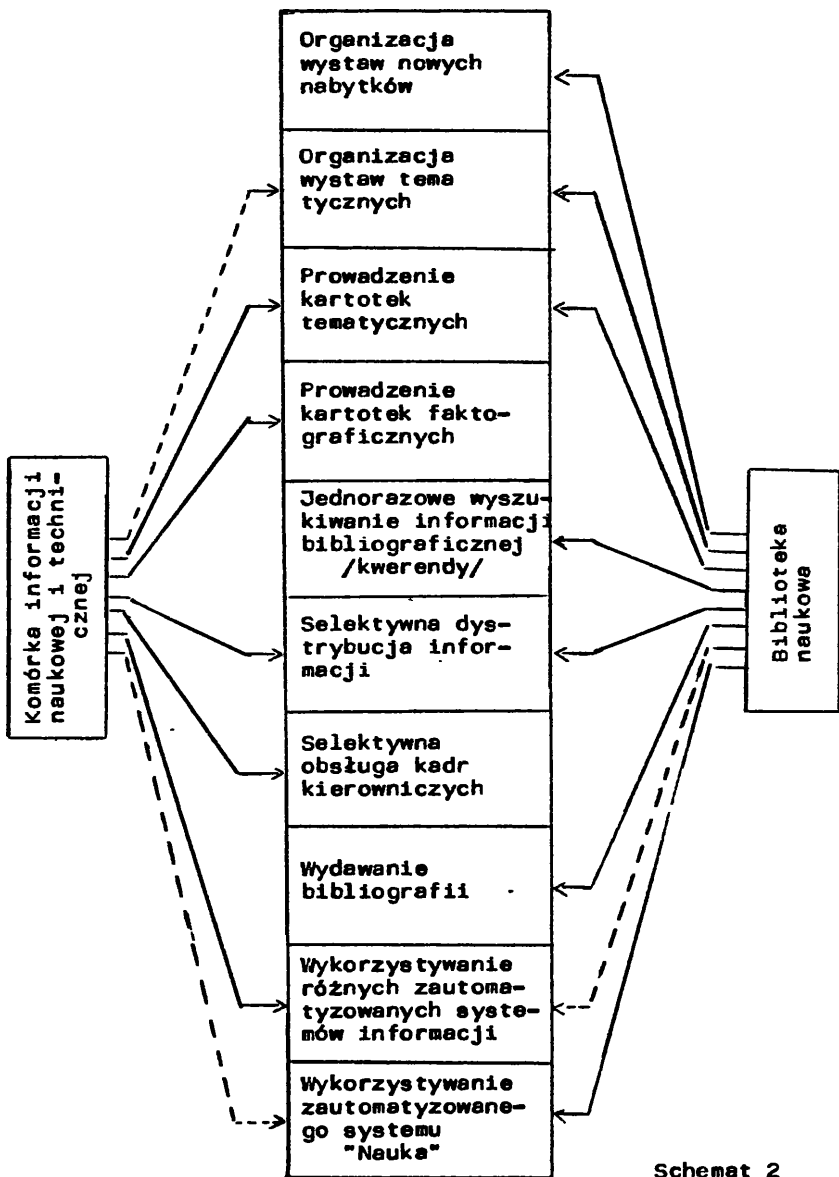 Organizacja
wystaw nowych
nabytków
Organizacja
wystaw tema
tycznych
Prowadzenie
kartotek
tematycznych
Prowadzenie
kartotek fakto-
graficznych
Jednorazowe wyszu-
kiwanie informacji
bibliograficznej
/kwerendy/
Selektywna dys-
trybucja infor-
macji
Selektywna
obsługa kadr
kierowniczych
Wydawanie
bibliografii
Wykorzystywanie
różnych zautoma-
tyzowanych syste-
mów informacji
Wykorzystywanie
zautomatyzowane-
go systemu
"Nauka"
Komórka informacji
naukowej i techni-
cznej
Biblioteka
naukowa
Schemat 2